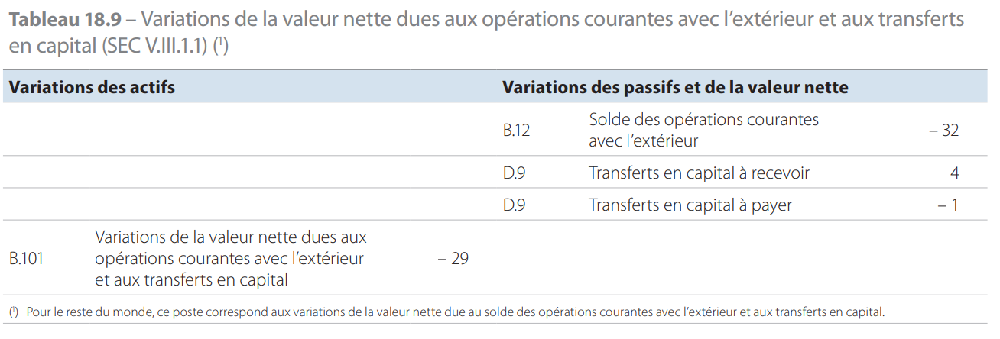 Tableau 18.9 – Variations de la valeur nette dues aux opérations courantes avec l’extérieur et aux transferts
en capital (SEC V.III.1.1) (¹)
Variations des actifs Variations des passifs et de la valeur nette
B.12 Solde des opérations courantes
avec l’extérieur – 32
D.9 Transferts en capital à recevoir 4
D.9 Transferts en capital à payer – 1
Variations de la valeur nette dues aux
B.101 opérations courantes avec l’extérieur – 29
et aux transferts en capital
(¹) Pour le reste du monde, ce poste correspond aux variations de la valeur nette due au solde des opérations courantes avec l’extérieur et aux transferts en capital.